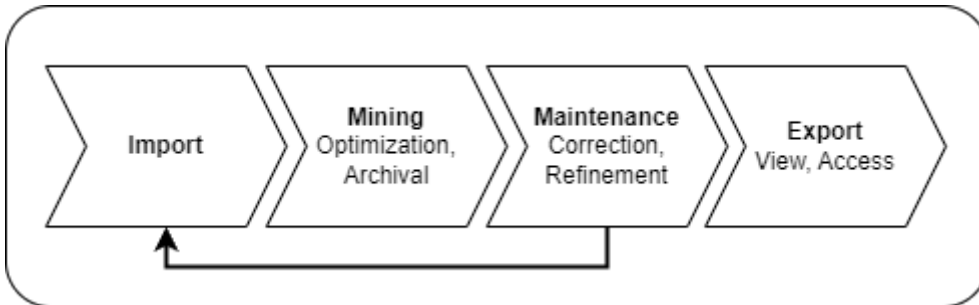 Import
Mining
Optimization,
Archival
Maintenance
Correction,
Refinement
Export
View, Access